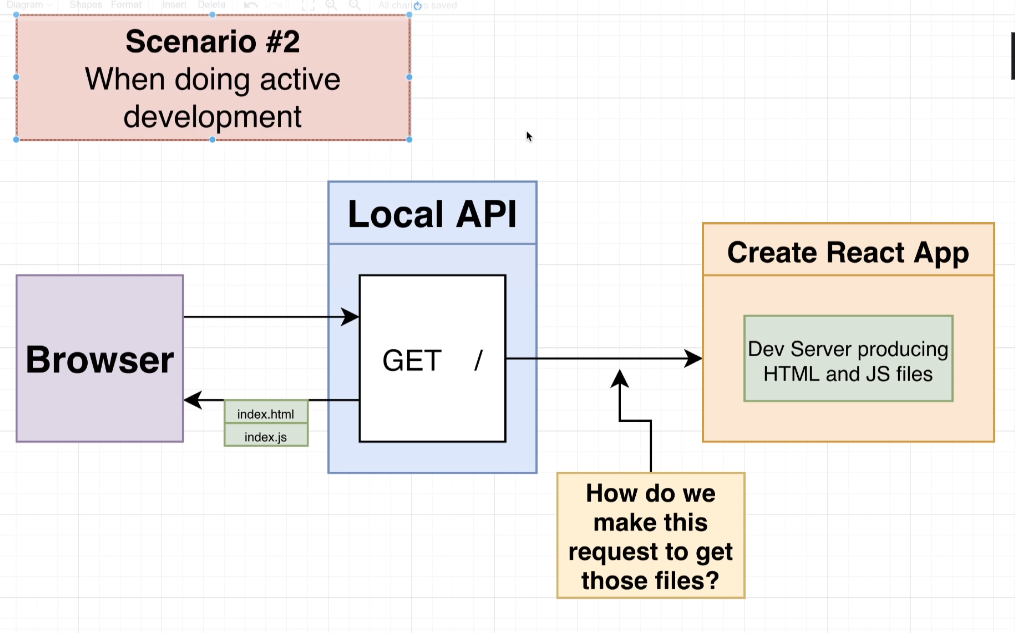 Diagram Shapes Format Insert Delete All changes saved
Scenario #2
When doing active
development
Local API
Create React App
Browser
GET /
Dev Server producing
HTML and JS files
index.html
index.js
How do we
make this
request to get
those files?